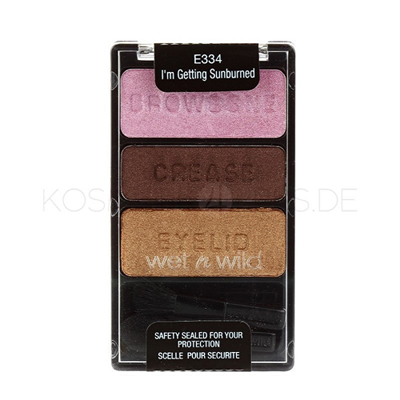 E334
I'm Getting Sunburned
BROWBONE
CREASE
EYELID
wet n wild
SAFETY SEALED FOR YOUR
PROTECTION
SCELLE POUR SECURITE